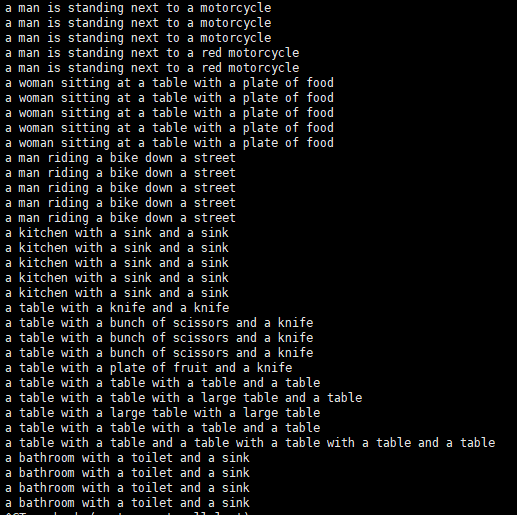 a man is standing next to a motorcycle
a man is standing next to a motorcycle
a man is standing next to a motorcycle
a man is standing next to a red motorcycle
a man is standing next to a red motorcycle
a woman sitting at a table with a plate of food
a woman sitting at a table with a plate of food
a woman sitting at a table with a plate of food
a woman sitting at a table with a plate of food
a woman sitting at a table with a plate of food
a man riding a bike down a street
a man riding a bike down a street
a man riding a bike down a street
a man riding a bike down a street
a man riding a bike down a street
a kitchen with a sink and a sink
a kitchen with a sink and a sink
a kitchen with a sink and a sink
a kitchen with a sink and a sink
a kitchen with a sink and a sink
a table with a knife and a knife
a table with a bunch of scissors and a knife
a table with a bunch of scissors and a knife
a table with a bunch of scissors and a knife
a table with a plate of fruit and a knife
a table with a table with a table and a table
a table with a table with a large table and a table
a table with a large table with a large table
a table with a table with a table and a table
a table with a table and a table with a table with a table and a table
a bathroom with a toilet and a sink
a bathroom with a toilet and a sink
a bathroom with a toilet and a sink
a bathroom with a toilet and a sink